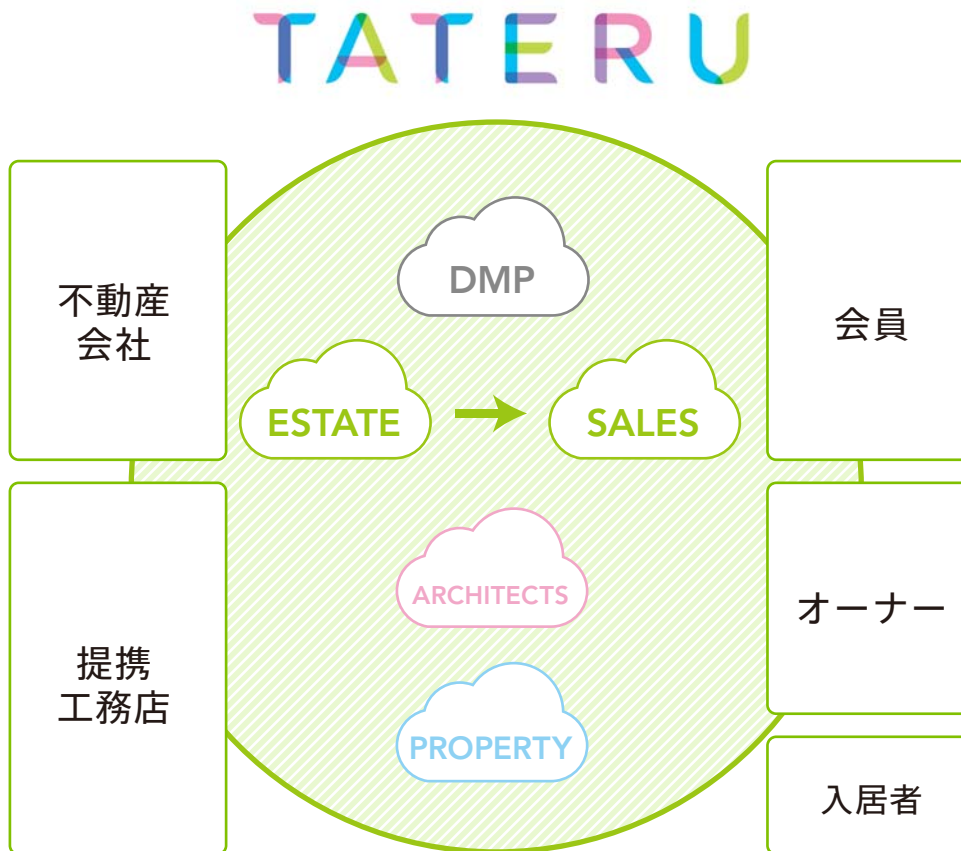 TATERU
DMP
不動産
会社
会員
ESTATE
SALES
ARCHITECTS
オーナー
提携
工務店
PROPERTY
入居者